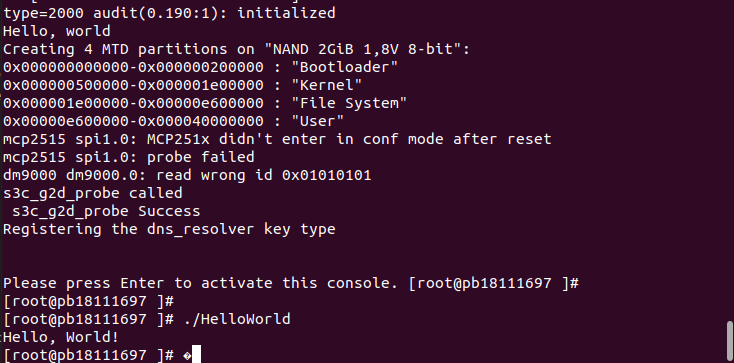 type=2000 audit(0.190:1): initialized
Hello, world
Creating 4 MTD partitions on "NAND 2GiB 1,8V 8-bit":
0x000000000000-0x000000200000 : "Bootloader"
0x000000500000-0x000001e00000 : "Kernel"
0x000001e00000-0x00000e600000 : "File System"
0x00000e600000-0x000040000000 : "User"
mcp2515 spi1.0: MCP251x didn't enter in conf mode after reset
mcp2515 spi1.0: probe failed
dm9000 dm9000.0: read wrong id 0x01010101
s3c_g2d_probe called
 s3c_g2d_probe Success
Registering the dns_resolver key type
Please press Enter to activate this console. [root@pb18111697 ]#
[root@pb18111697 ]#
[root@pb18111697 ]# ./HelloWorld
Hello, World!
[root@pb18111697 ]# �